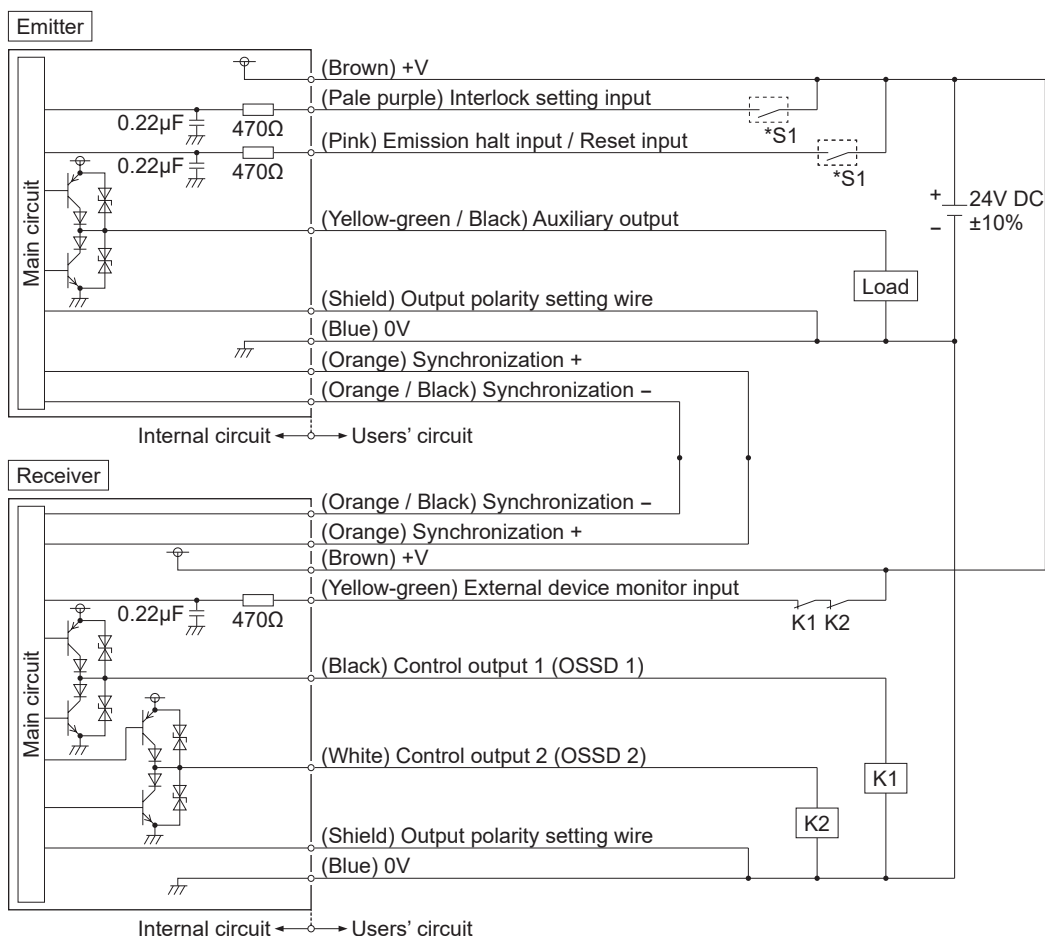 Emitter
(Brown) +V
(Pale purple) Interlock setting input
0.22µF
470Ω
*S1
(Pink) Emission halt input / Reset input
0.22µF
470Ω
*S1
Main circuit
(Yellow-green / Black) Auxiliary output
+
−
24V DC
±10%
Load
(Shield) Output polarity setting wire
(Blue) 0V
(Orange) Synchronization +
(Orange / Black) Synchronization −
Internal circuit
Users’ circuit
Receiver
(Orange / Black) Synchronization −
(Orange) Synchronization +
(Brown) +V
(Yellow-green) External device monitor input
0.22µF
470Ω
K1 K2
Main circuit
(Black) Control output 1 (OSSD 1)
(White) Control output 2 (OSSD 2)
K1
K2
(Shield) Output polarity setting wire
(Blue) 0V
Internal circuit
Users’ circuit